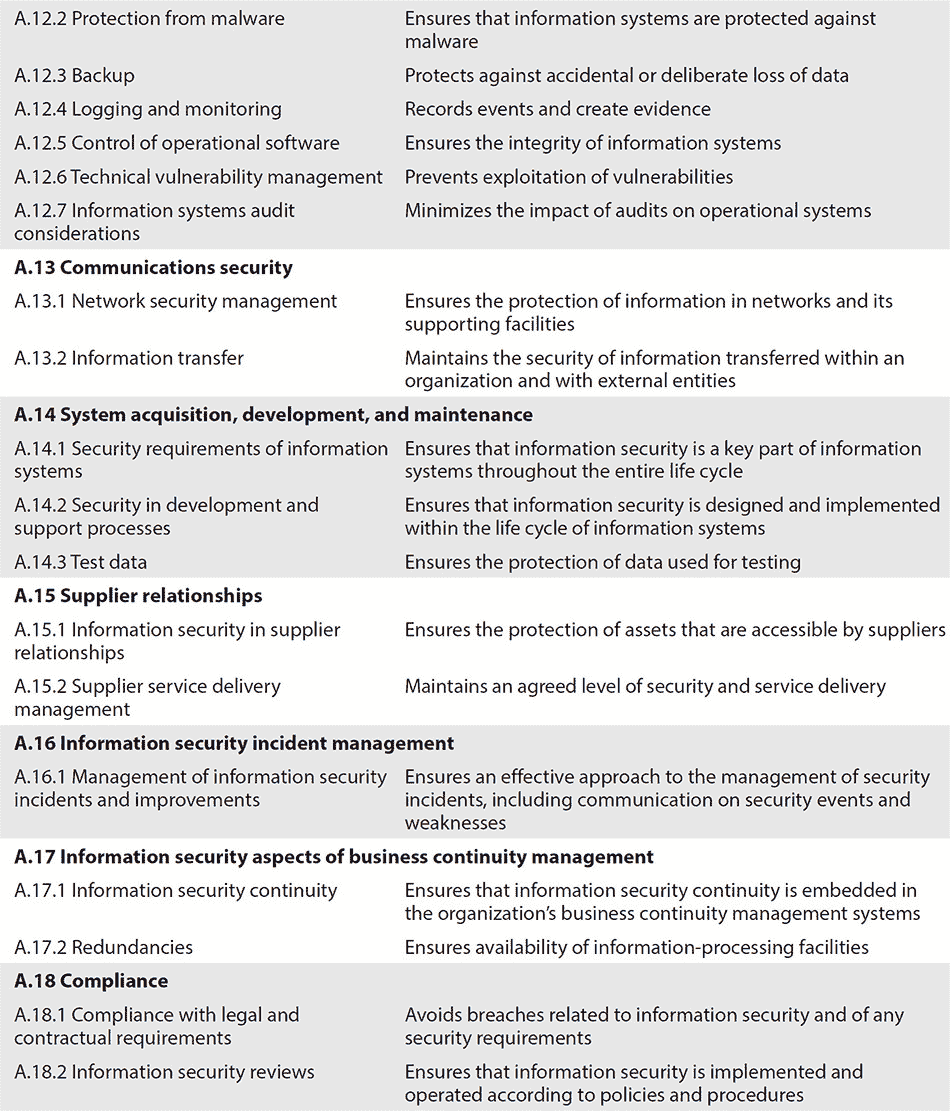 A.12.2 Protection from malware Ensures that information systems are protected against
malware
A.12.3 Backup Protects against accidental or deliberate loss of data
A.12.4 Logging and monitoring Records events and create evidence
A.12.5 Control of operational software Ensures the integrity of information systems
A.12.6 Technical vulnerability management Prevents exploitation of vulnerabilities
A.12.7 Information systems audit Minimizes the impact of audits on operational systems
considerations
A.13 Communications security
A.13.1 Network security management Ensures the protection of information in networks and its
supporting facilities
A.13.2 Information transfer Maintains the security of information transferred within an
organization and with external entities
A.14 System acquisition, development, and maintenance
A.14.1 Security requirements of information Ensures that information security is a key part of information
systems systems throughout the entire life cycle
A.14.2 Security in development and Ensures that information security is designed and implemented
support processes within the life cycle of information systems
A.14.3 Test data Ensures the protection of data used for testing
A.15 Supplier relationships
A.15.1 Information security in supplier Ensures the protection of assets that are accessible by suppliers
relationships
A.15.2 Supplier service delivery Maintains an agreed level of security and service delivery
management
A.16 Information security incident management
A.16.1 Management of information security Ensures an effective approach to the management of security
incidents and improvements incidents, including communication on security events and
weaknesses
A.17 Information security aspects of business continuity management
A.17.1 Information security continuity Ensures that information security continuity is embedded in
the organization's business continuity management systems
A.17.2 Redundancies Ensures availability of information-processing facilities
A.18 Compliance
A.18.1 Compliance with legal and Avoids breaches related to information security and of any
contractual requirements security requirements
A.18.2 Information security reviews Ensures that information security is implemented and
operated according to policies and procedures